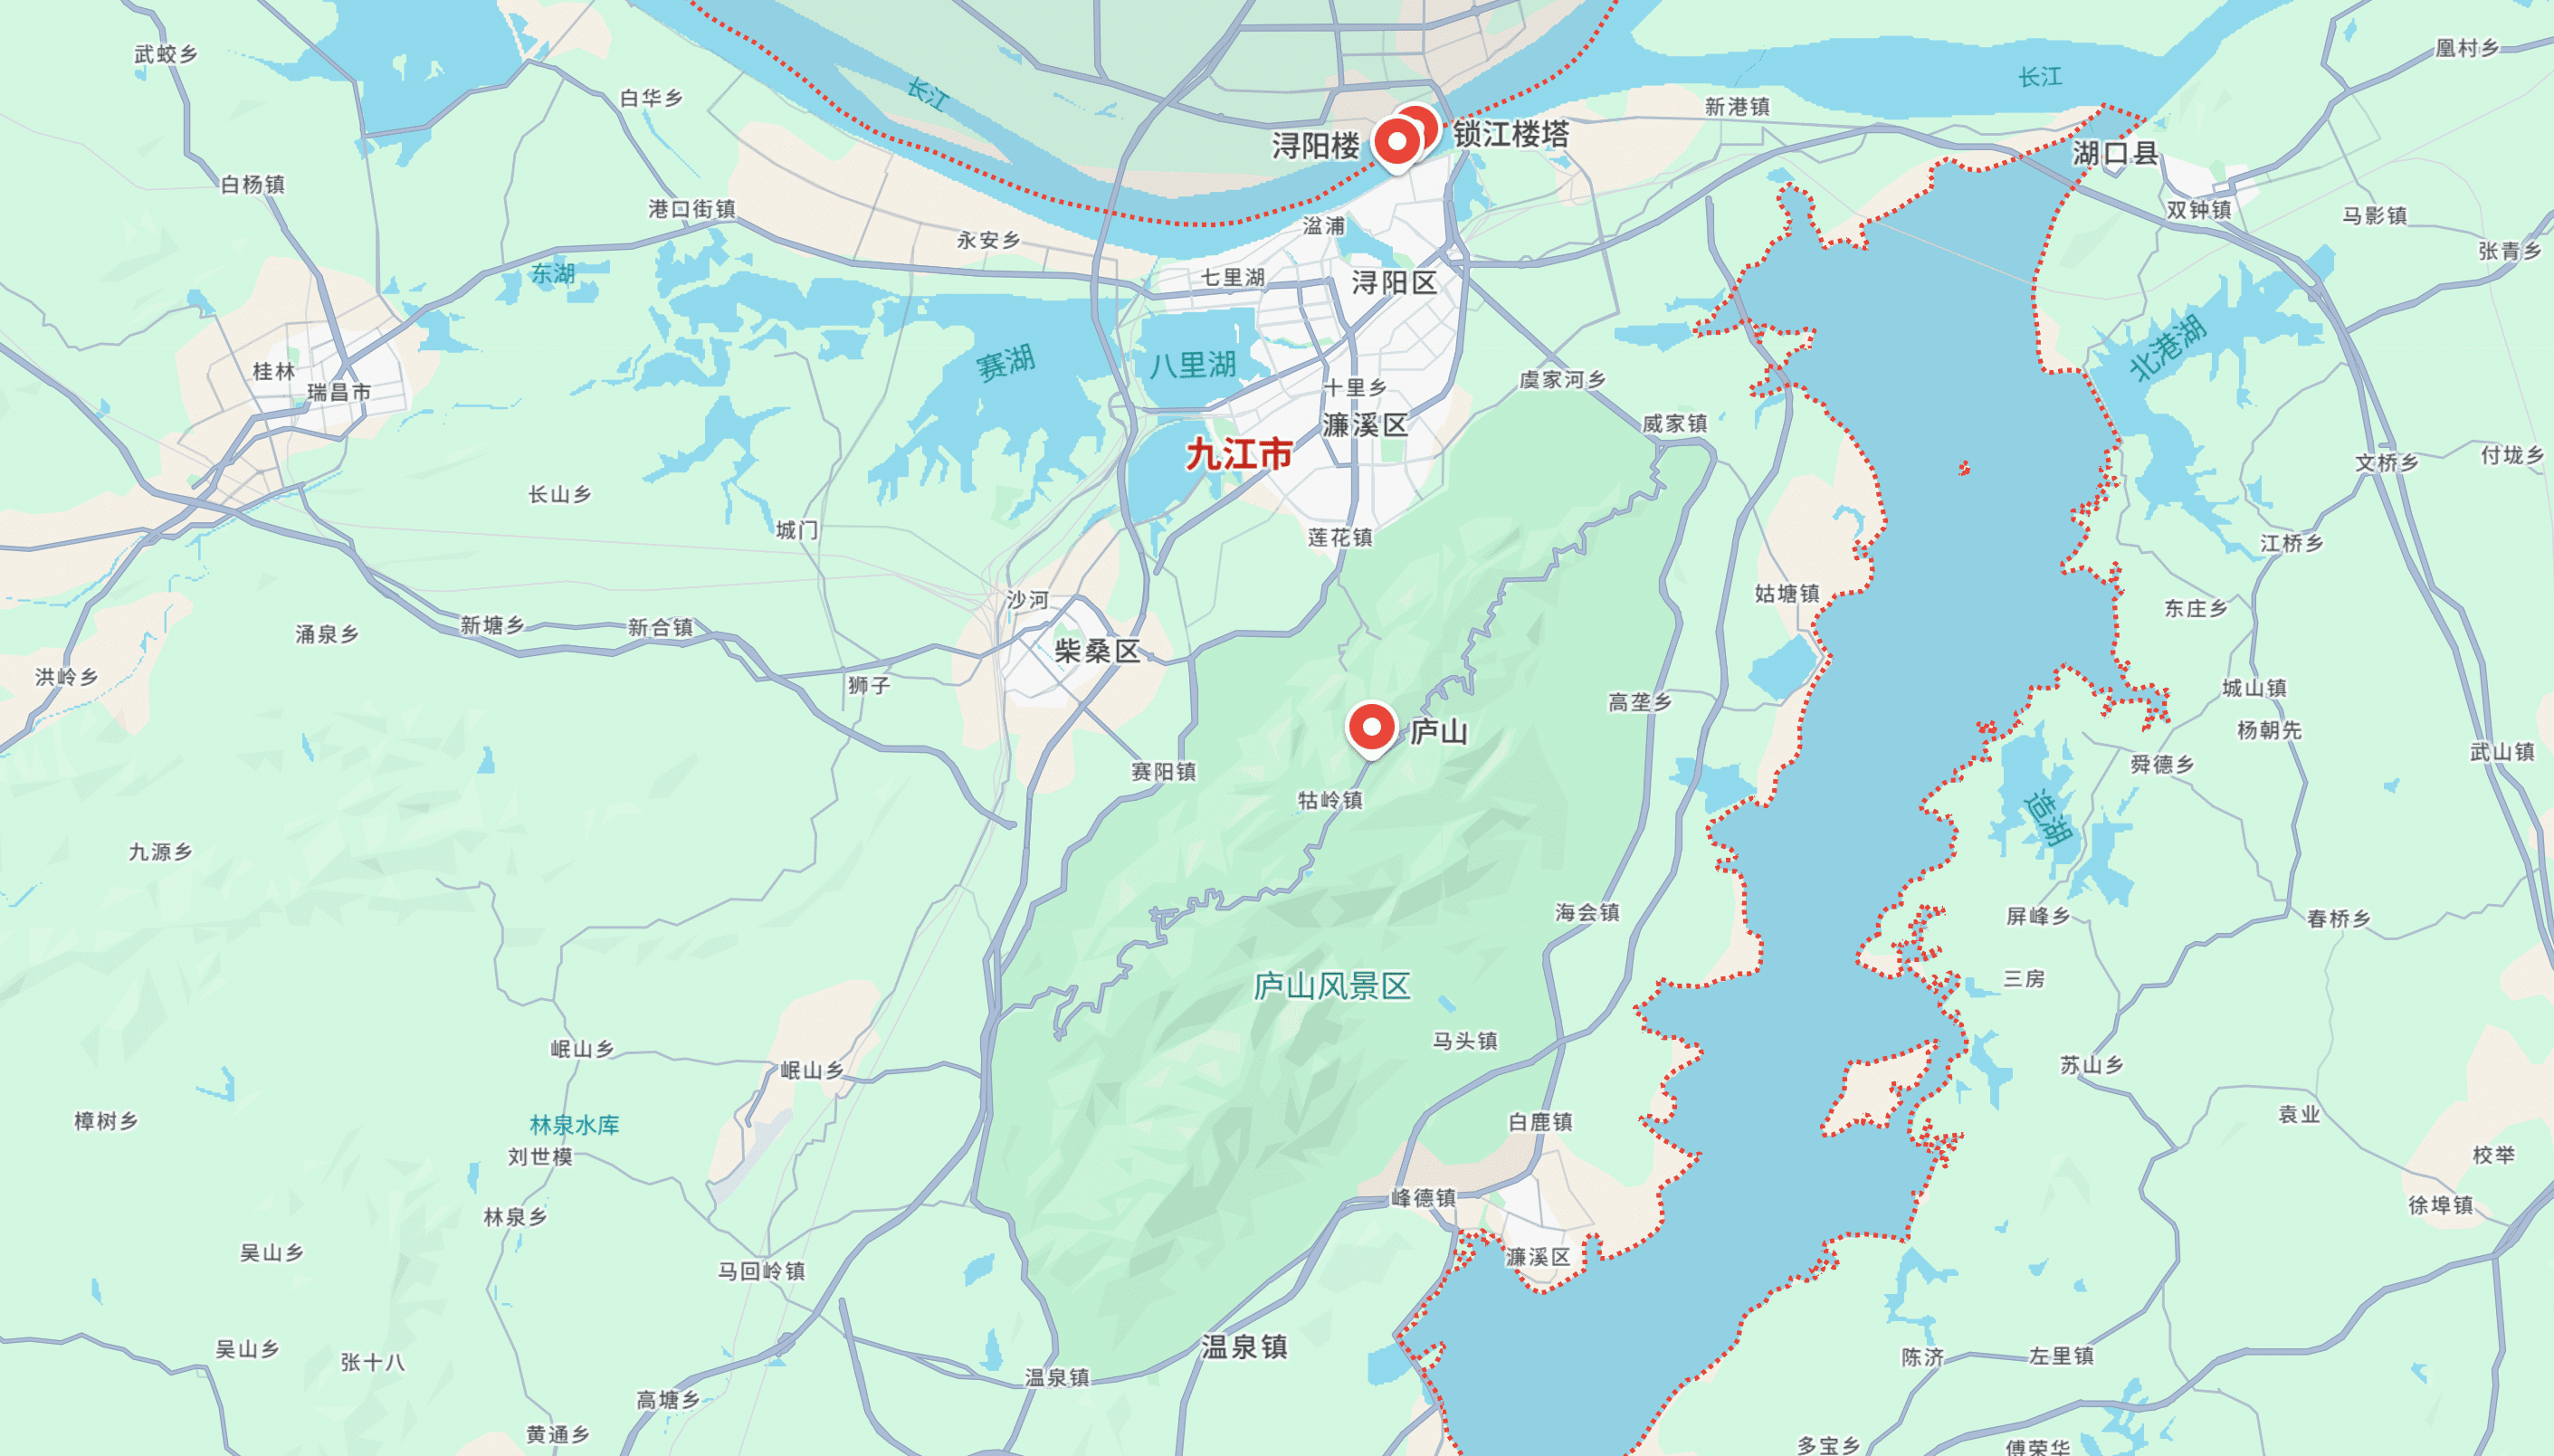 武蛟乡
白华乡
长江
新港镇
长江
凰村乡
浔阳楼
锁江楼塔
湖口县
白杨镇
港口街镇
永安乡
湓浦
双钟镇
马影镇
张青乡
东湖
七里湖
浔阳区
赛湖
八里湖
北港湖
桂林
瑞昌市
十里乡
虞家河乡
濂溪区
威家镇
九江市
文桥乡
付垅乡
长山乡
城门
莲花镇
江桥乡
沙河
姑塘镇
东庄乡
涌泉乡
新塘乡
新合镇
柴桑区
洪岭乡
狮子
高垄乡
城山镇
庐山
杨朝先
武山镇
赛阳镇
牯岭镇
舜德乡
造湖
九源乡
海会镇
屏峰乡
春桥乡
庐山风景区
三房
岷山乡
岷山乡
马头镇
苏山乡
樟树乡
林泉水库
白鹿镇
袁业
刘世模
校举
峰德镇
徐埠镇
林泉乡
吴山乡
马回岭镇
濂溪区
吴山乡
张十八
温泉镇
温泉镇
陈济
左里镇
高塘乡
黄通乡
多宝乡
傅荣华